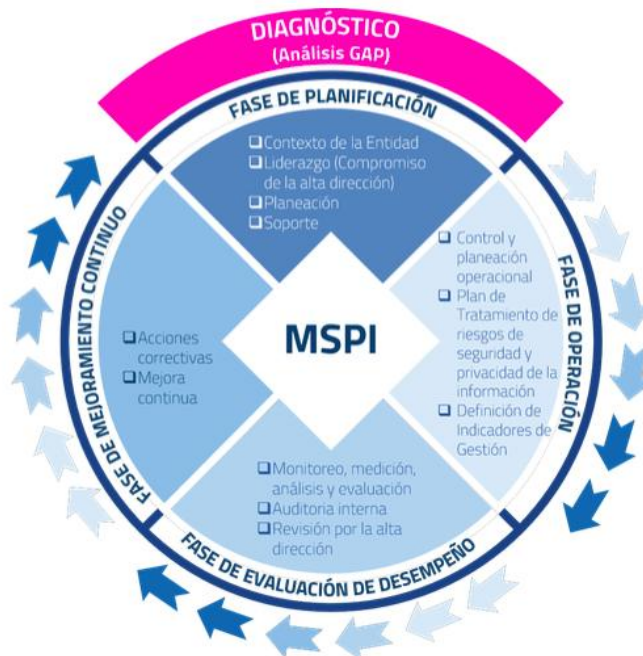 DIAGNÓSTICO
(Análisis GAP)
FASE DE PLANIFICACIÓN
❑Contexto de la Entidad
❑Liderazgo (Compromiso
de la alta dirección)
❑Planeación
❑Soporte
FASE DE OPERACIÓN
❑ Control y
planeación
operacional
❑ Plan de
Tratamiento de
riesgos de
seguridad y
privacidad de la
información
❑ Definición de
Indicadores de
Gestión
MSPI
FASE DE MEJORAMIENTO CONTINUO
❑Acciones
correctivas
❑Mejora
continua
❑Monitoreo, medición,
análisis y evaluación
❑Auditoria interna
❑Revisión por la alta
dirección
FASE DE EVALUACIÓN DE DESEMPEÑO